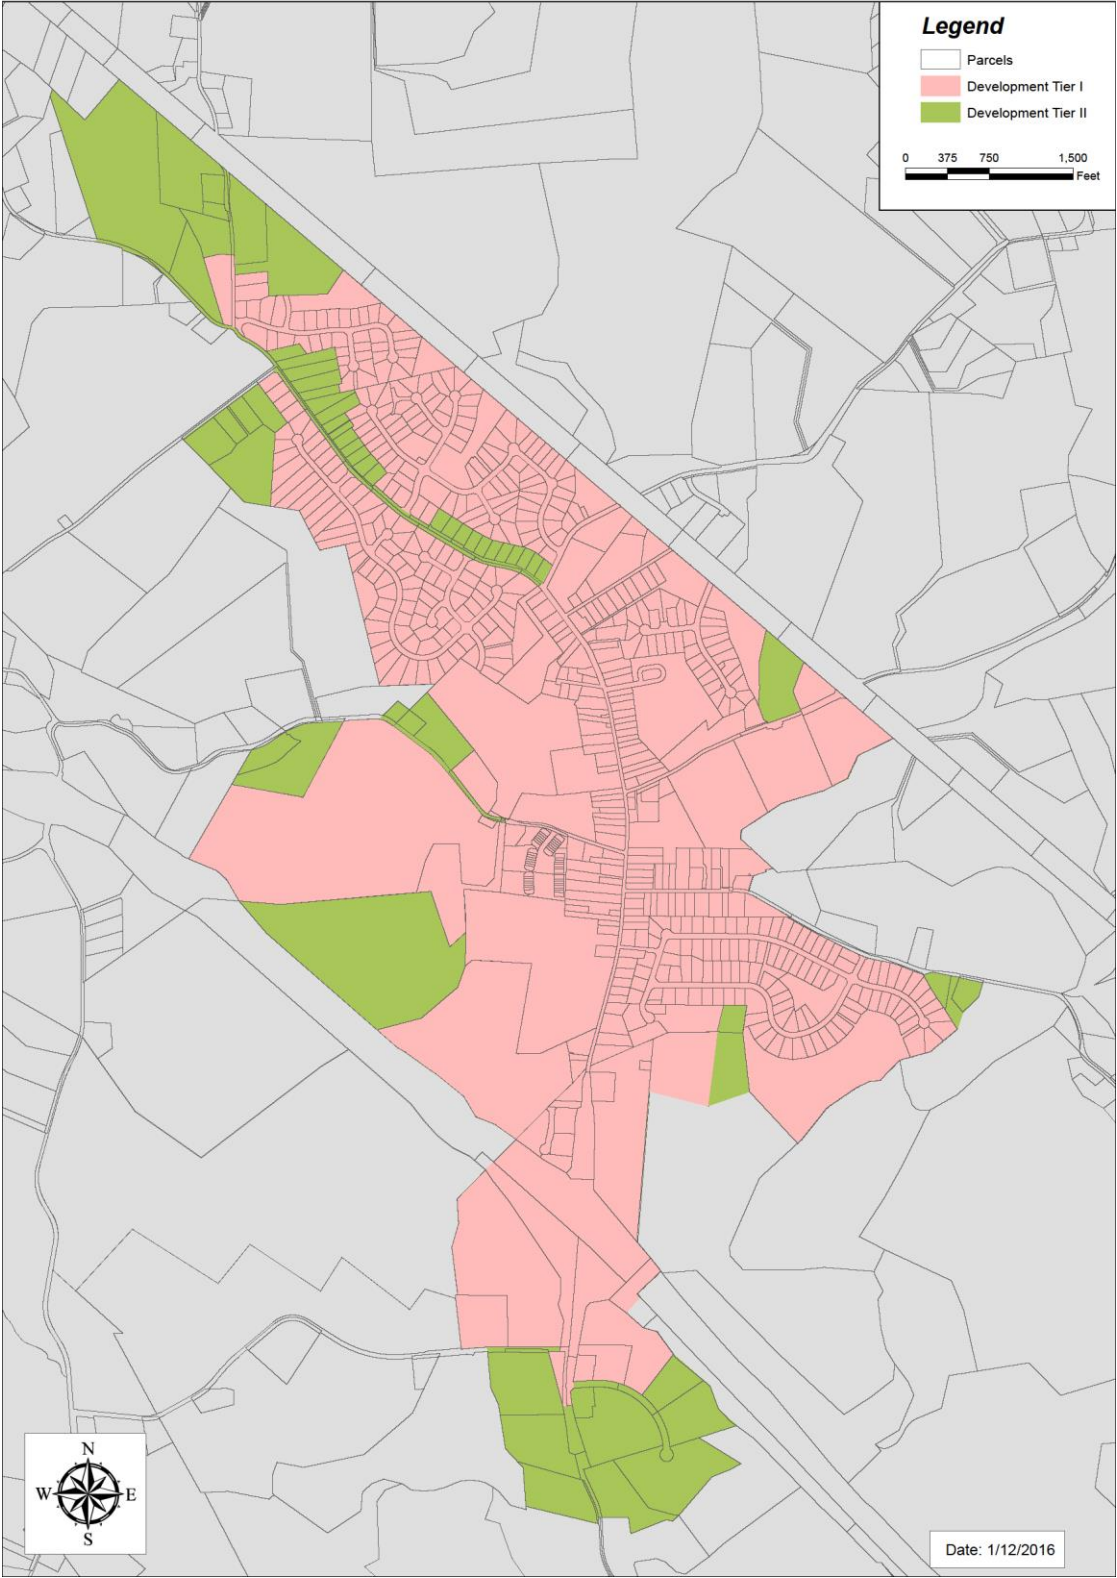 Legend
Parcels
Development Tier I
Development Tier II
0 375 750 1,500
Feet
N
W E
S
Date: 1/12/2016